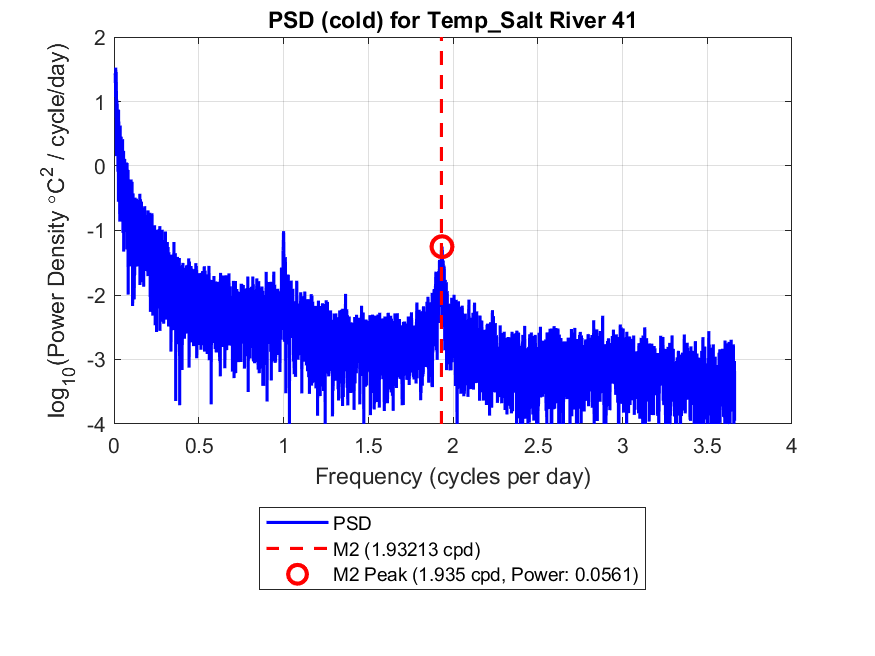 PSD (cold) for Temp_Salt River 41
log10(Power Density °C2 / cycle/day)
2
1
0
-1
-2
-3
-4
0
0.5
1
1.5
2
2.5
3
3.5
4
Frequency (cycles per day)
PSD
M2 (1.93213 cpd)
M2 Peak (1.935 cpd, Power: 0.0561)